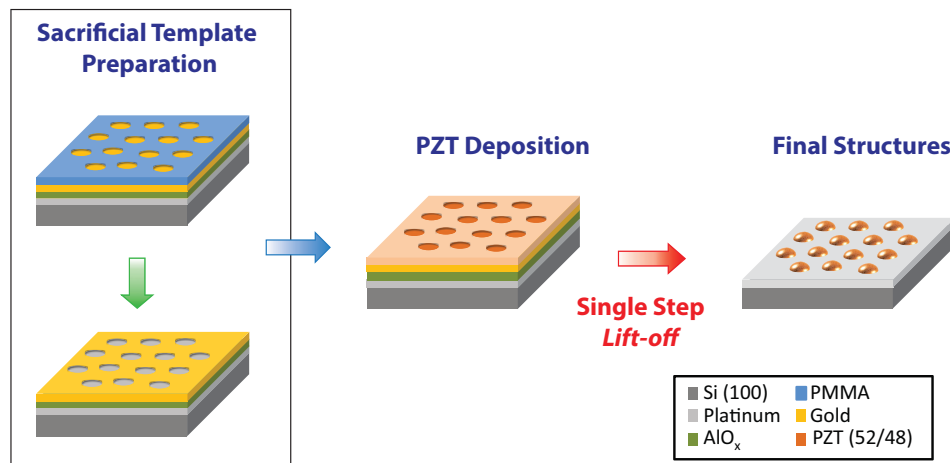 Sacrificial Template
Preparation
PZT Deposition
Final Structures
Single Step
Lift-off
Si (100)
PMMA
Platinum
Gold
AlOₓ
PZT (52/48)